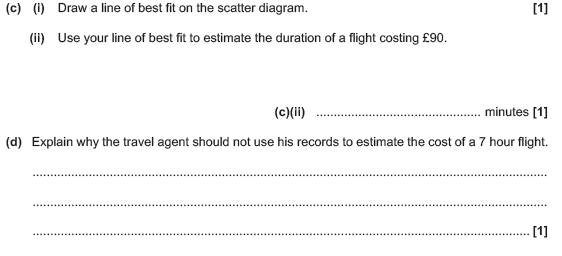 (c) (i) Draw a line of best fit on the scatter diagram. [1]
(ii) Use your line of best fit to estimate the duration of a flight costing £90.
(c)(ii) ................................................ minutes [1]
(d) Explain why the travel agent should not use his records to estimate the cost of a 7 hour flight.
....................................................................................................................................................
....................................................................................................................................................
............................................................................................................................................... [1]